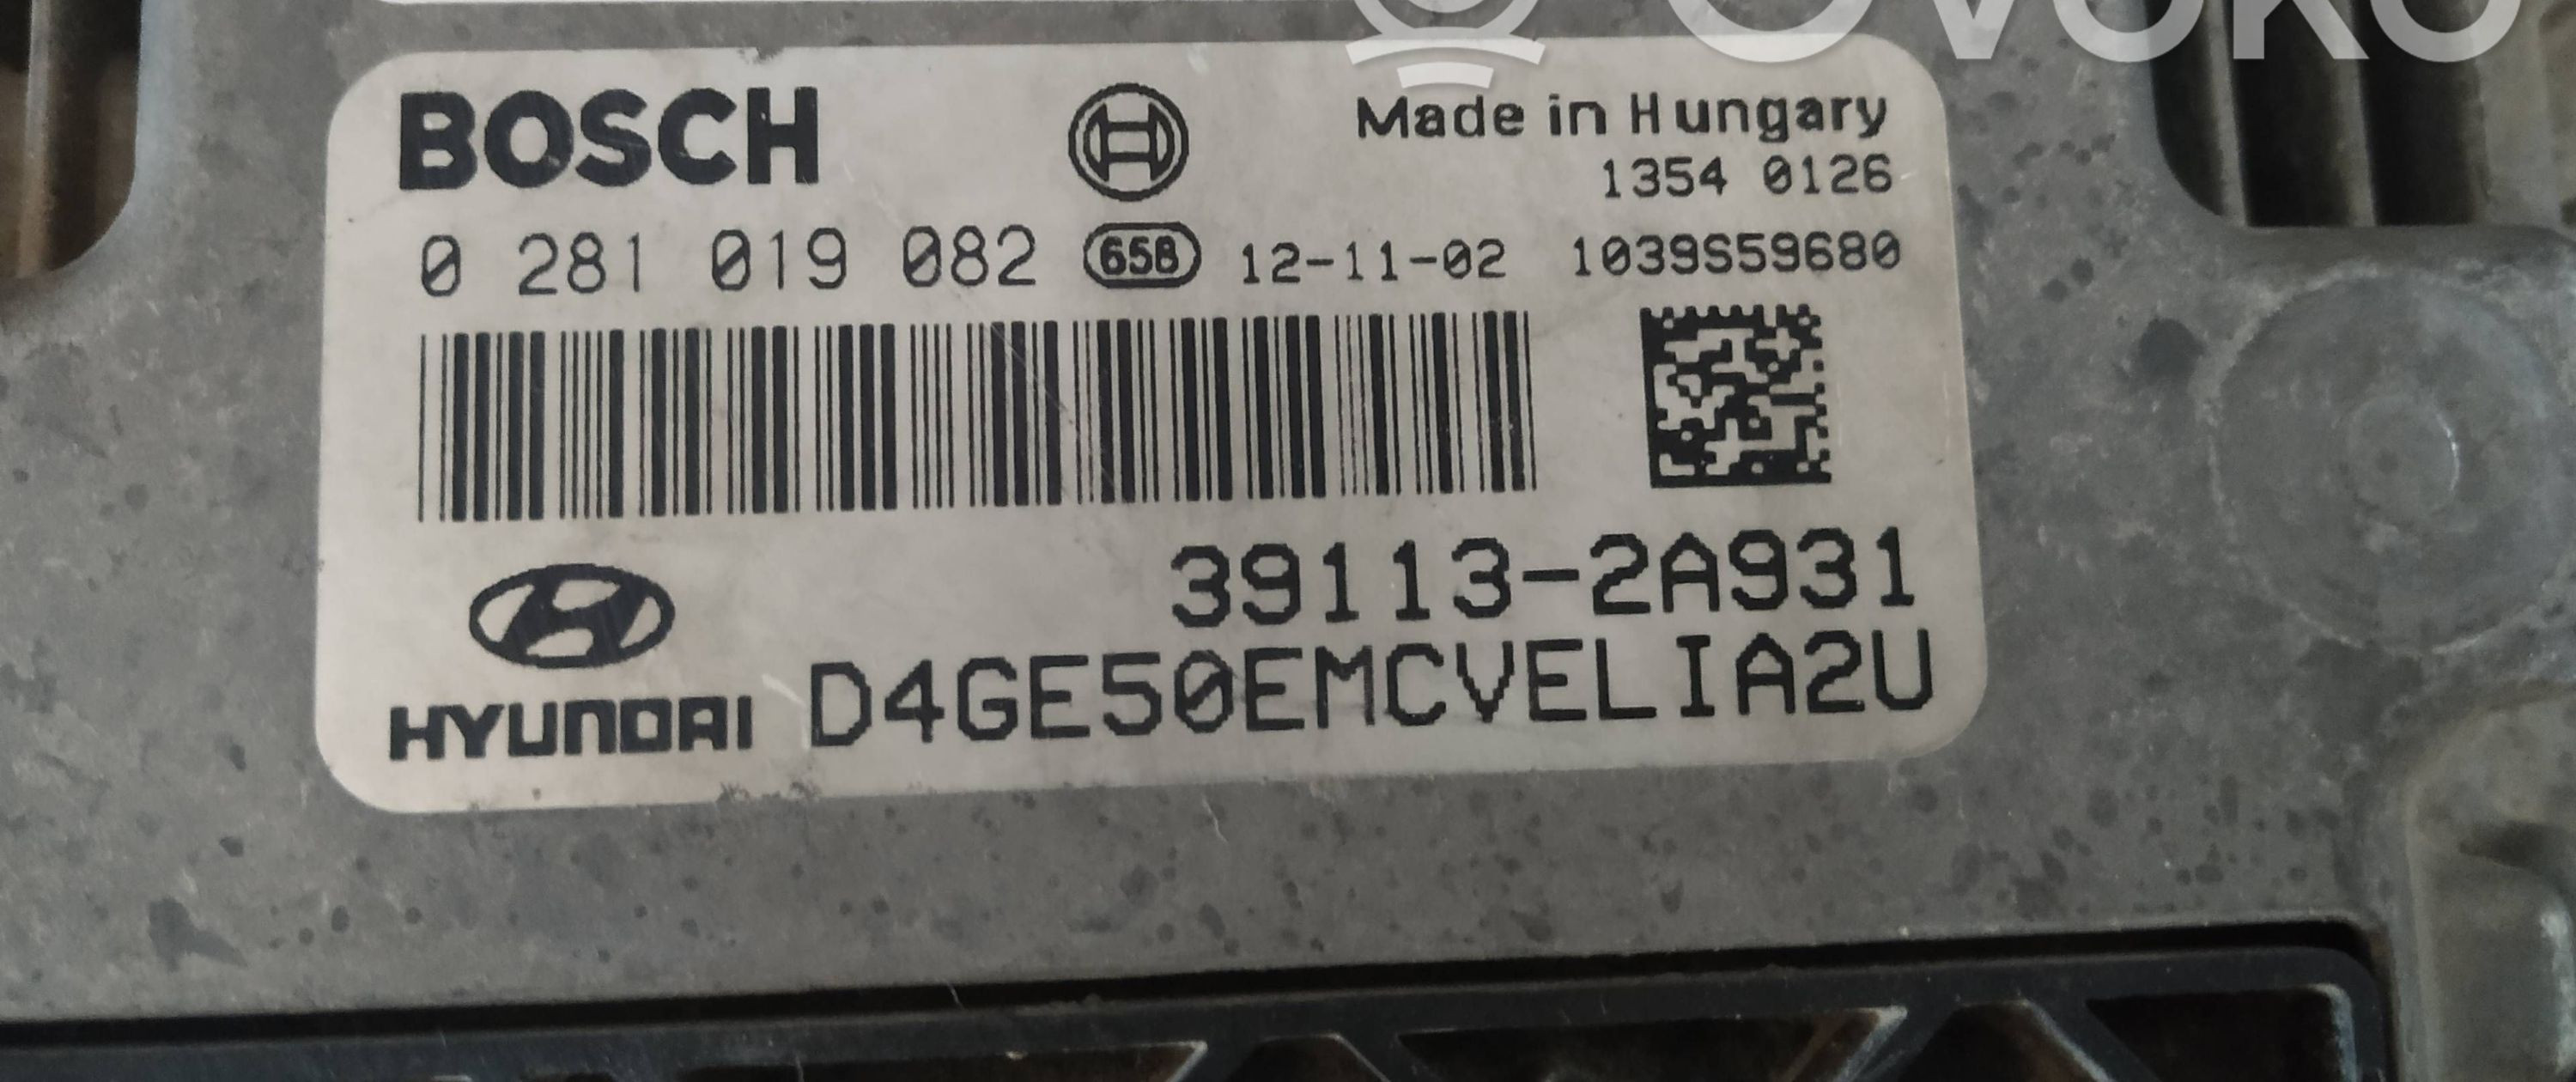 OVOKO
BOSCH
Made in Hungary
1354 0126
0 281 019 082 658 12-11-02 1039S59680
39113-2A931
HYUNDAI D4GE50EMCVELIA2U